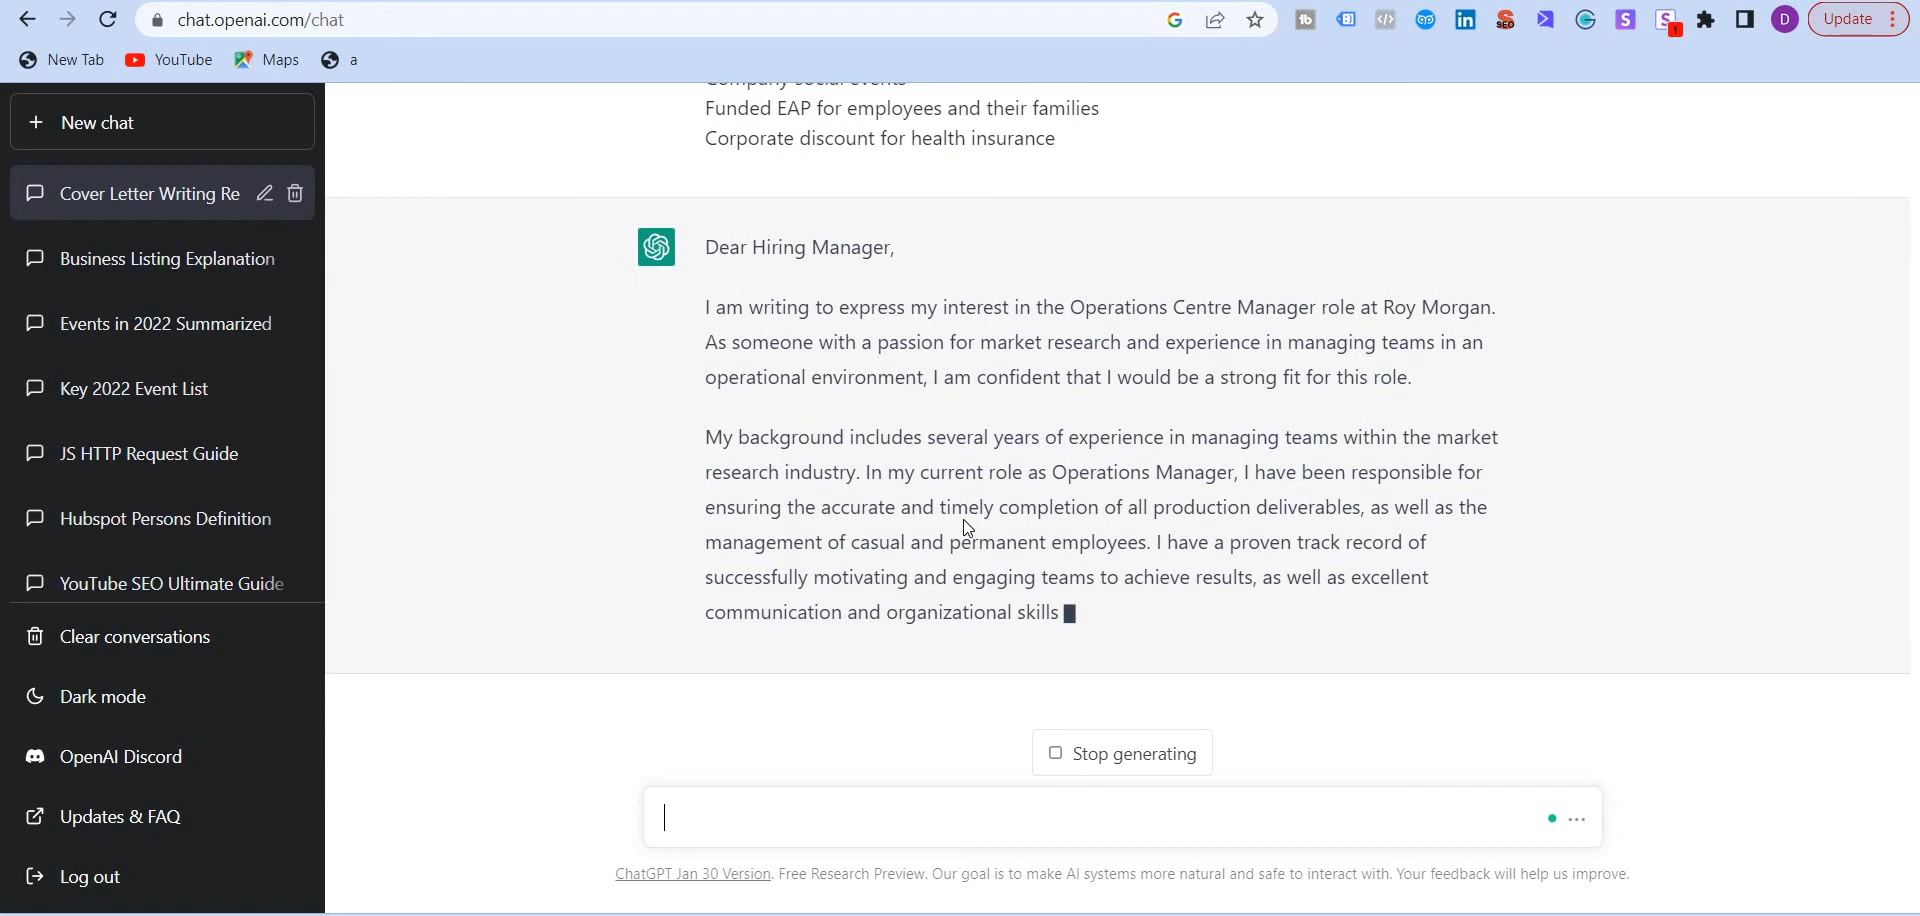 chat.openai.com/chat
Update
New Tab
YouTube
Maps
a
New chat
Cover Letter Writing Re
Business Listing Explanation
Events in 2022 Summarized
Key 2022 Event List
JS HTTP Request Guide
Hubspot Persons Definition
YouTube SEO Ultimate Guide
Clear conversations
Dark mode
OpenAI Discord
Updates & FAQ
Log out
Company social events
Funded EAP for employees and their families
Corporate discount for health insurance
Dear Hiring Manager,
I am writing to express my interest in the Operations Centre Manager role at Roy Morgan.
As someone with a passion for market research and experience in managing teams in an
operational environment, I am confident that I would be a strong fit for this role.
My background includes several years of experience in managing teams within the market
research industry. In my current role as Operations Manager, I have been responsible for
ensuring the accurate and timely completion of all production deliverables, as well as the
management of casual and permanent employees. I have a proven track record of
successfully motivating and engaging teams to achieve results, as well as excellent
communication and organizational skills
Stop generating
ChatGPT Jan 30 Version. Free Research Preview. Our goal is to make AI systems more natural and safe to interact with. Your feedback will help us improve.